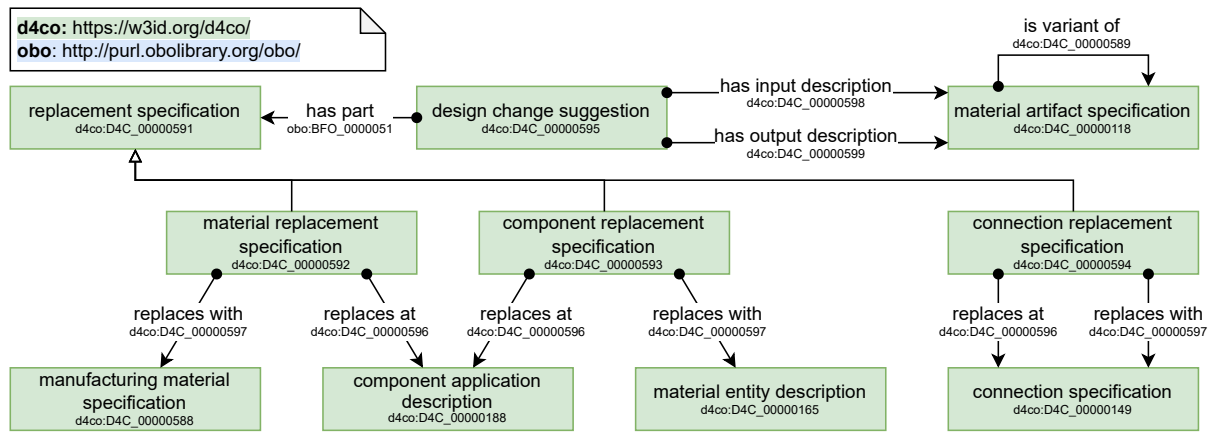 d4co: https://w3id.org/d4co/
obo: http://purl.obolibrary.org/obo/
is variant of
d4co:D4C_00000589
replacement specification
d4co:D4C_00000591
has part
obo:BFO_0000051
design change suggestion
d4co:D4C_00000595
has input description
d4co:D4C_00000598
has output description
d4co:D4C_00000599
material artifact specification
d4co:D4C_00000118
material replacement
specification
d4co:D4C_00000592
component replacement
specification
d4co:D4C_00000593
connection replacement
specification
d4co:D4C_00000594
replaces with
d4co:D4C_00000597
replaces at
d4co:D4C_00000596
replaces at
d4co:D4C_00000596
replaces with
d4co:D4C_00000597
replaces at
d4co:D4C_00000596
replaces with
d4co:D4C_00000597
manufacturing material
specification
d4co:D4C_00000588
component application
description
d4co:D4C_00000188
material entity description
d4co:D4C_00000165
connection specification
d4co:D4C_00000149